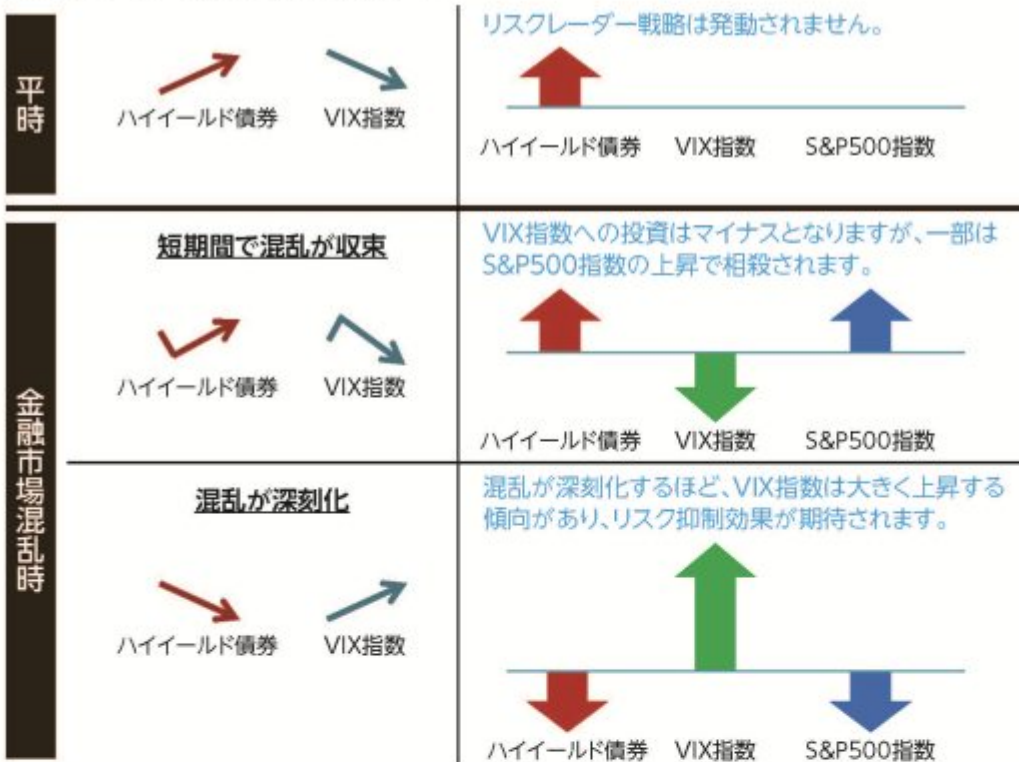 平時
ハイイールド債券 VIX指数
リスクレーダー戦略は発動されません。
ハイイールド債券 VIX指数 S&P500指数
金融市場混乱時
短期間で混乱が収束
ハイイールド債券 VIX指数
VIX指数への投資はマイナスとなりますが、一部は
S&P500指数の上昇で相殺されます。
ハイイールド債券 VIX指数 S&P500指数
混乱が深刻化
ハイイールド債券 VIX指数
混乱が深刻化するほど、VIX指数は大きく上昇する
傾向があり、リスク抑制効果が期待されます。
ハイイールド債券 VIX指数 S&P500指数